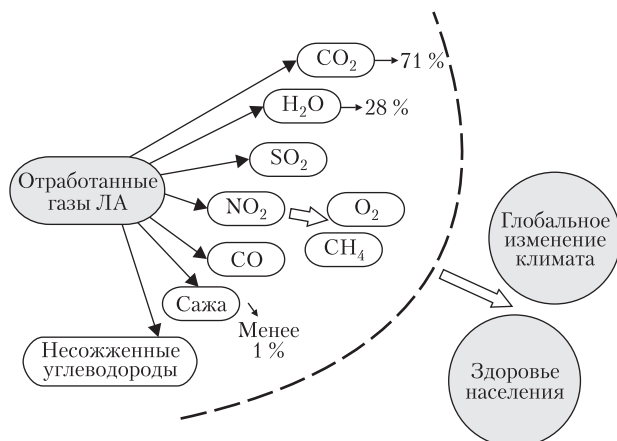 CO₂
71 %
H₂O
28 %
SO₂
Отработанные
газы ЛА
NO₂
O₂
CH₄
CO
Сажа
Менее
1 %
Несожженные
углеводороды
Глобальное
изменение
климата
Здоровье
населения